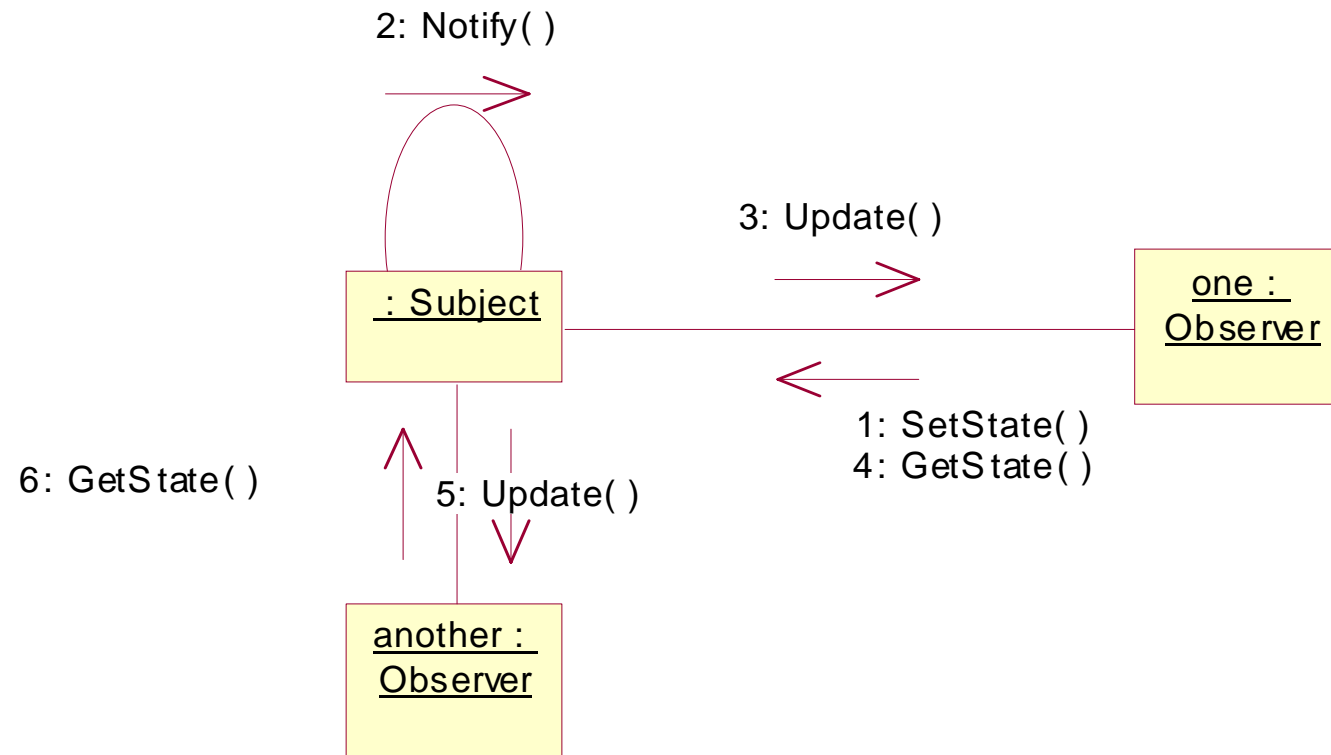 2: Notify( )
3: Update( )
: Subject
one :
Observer
1: SetState( )
4: GetState( )
6: GetState( )
5: Update( )
another :
Observer